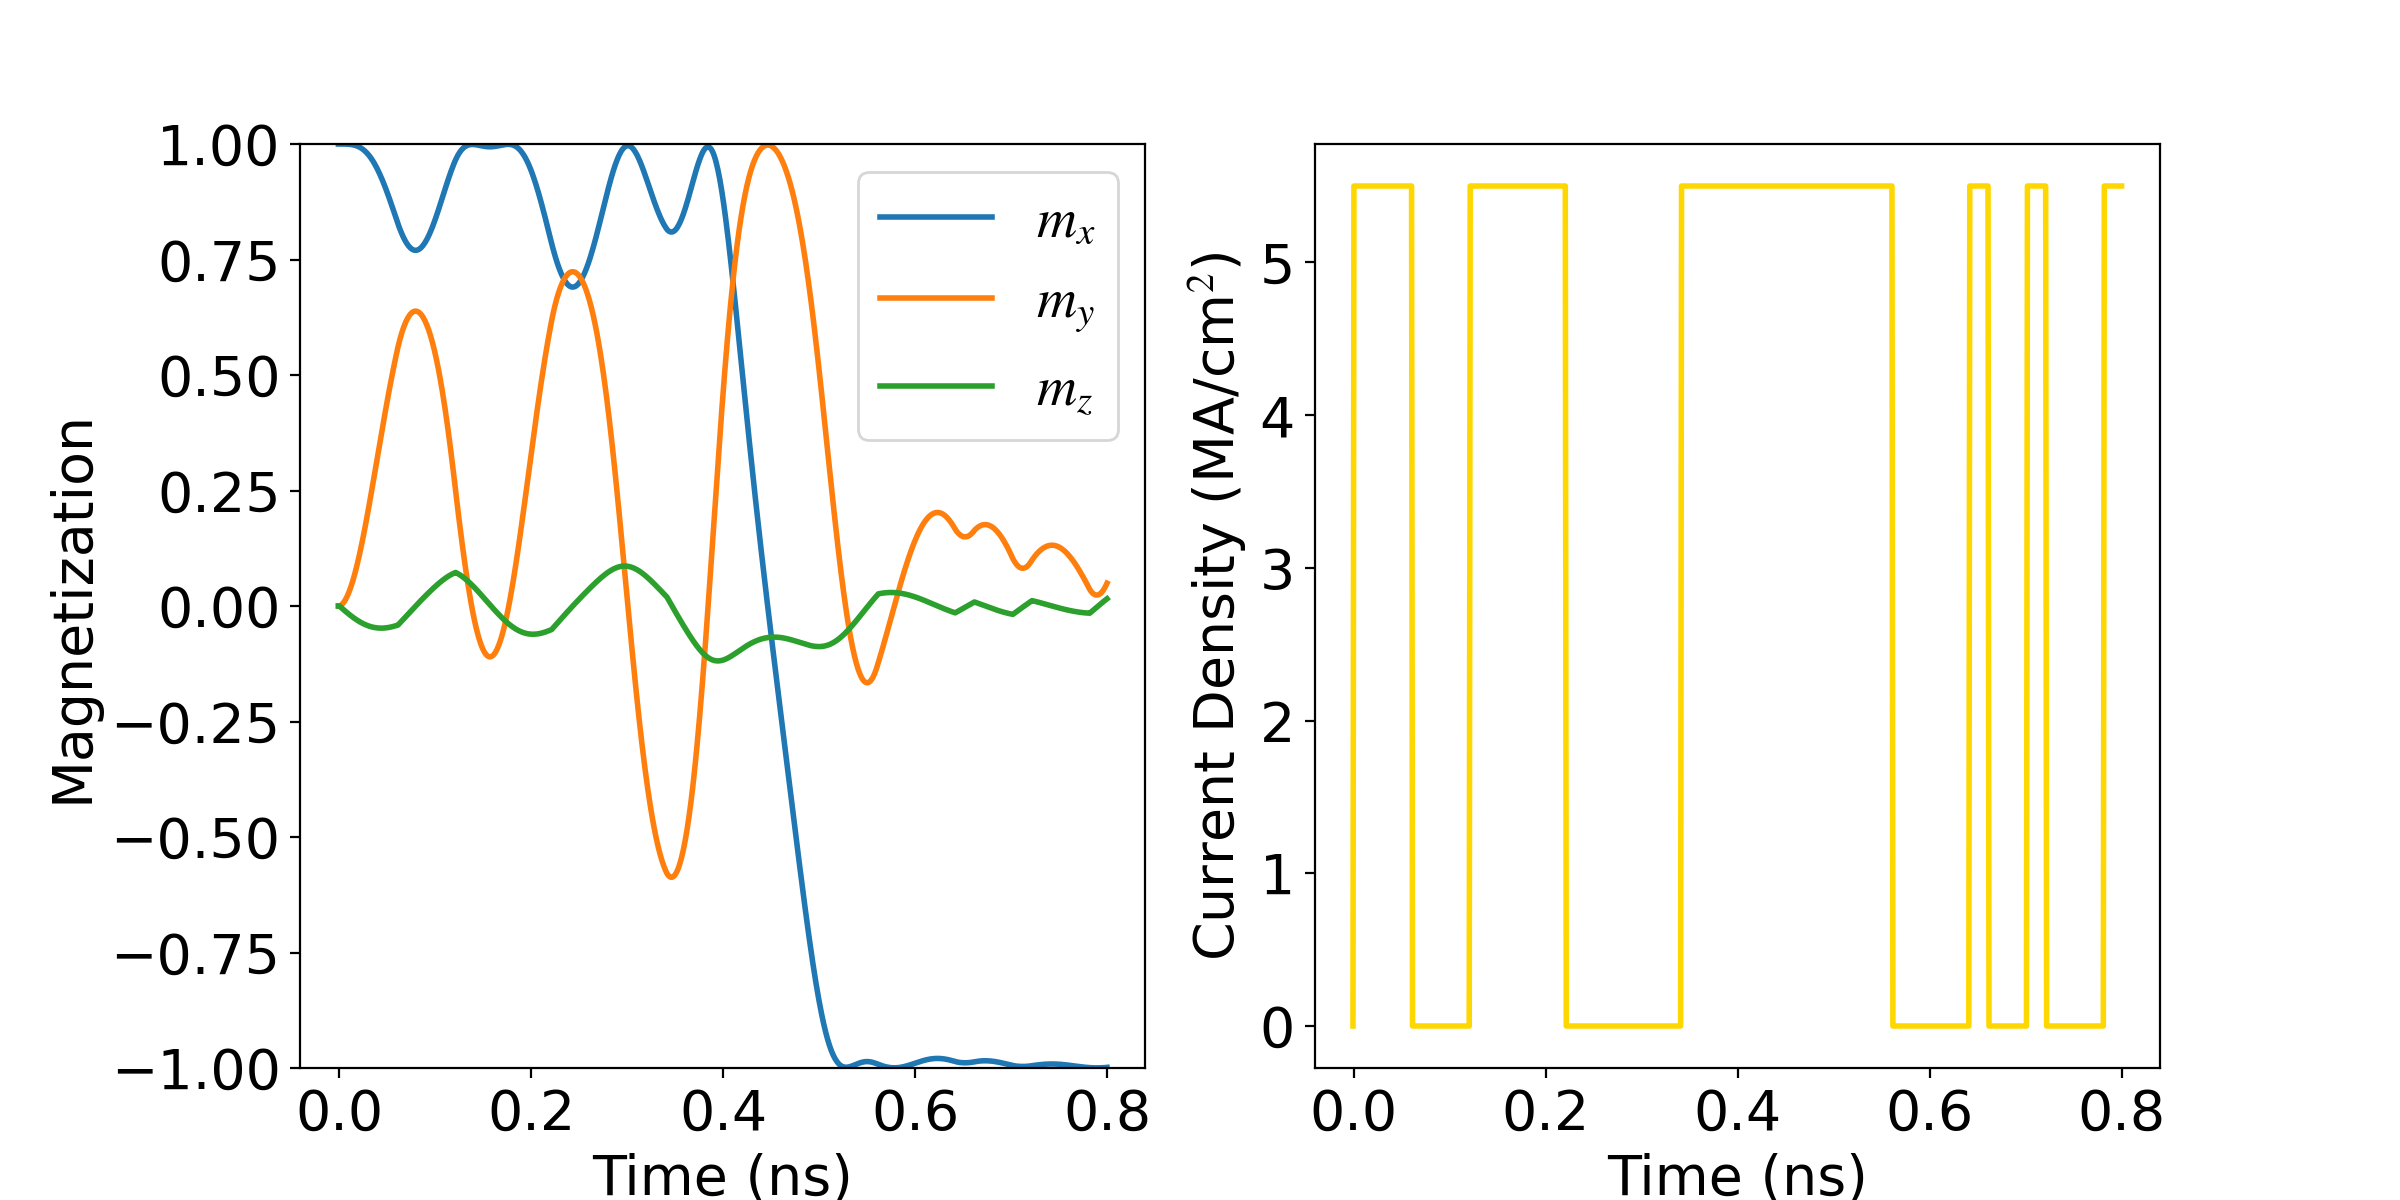 Magnetization
1.00
0.75
0.50
0.25
0.00
−0.25
−0.50
−0.75
−1.00
0.0 0.2 0.4 0.6 0.8
Time (ns)
m_x
m_y
m_z
Current Density (MA/cm²)
5
4
3
2
1
0
0.0 0.2 0.4 0.6 0.8
Time (ns)